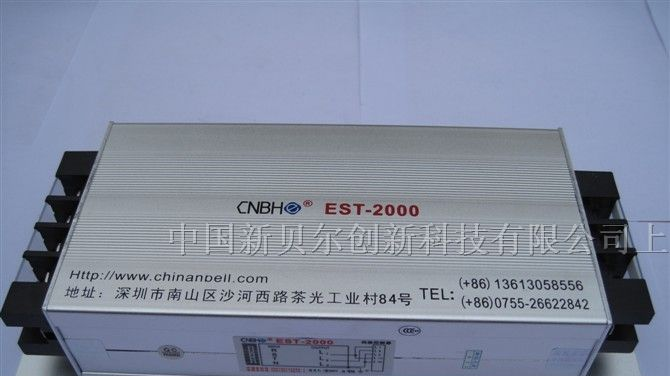 CNBHO® EST-2000
中国新贝尔创新科技有限公司上
Http://www.chinanbell.com
地址：深圳市南山区沙河西路茶光工业村84号
TEL: (+86) 13613058556
(+86)0755-26622842
CNBHO® EST-2000